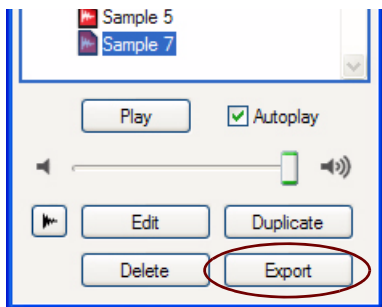 Sample 5
Sample 7
Play Autoplay
Edit Duplicate
Delete Export